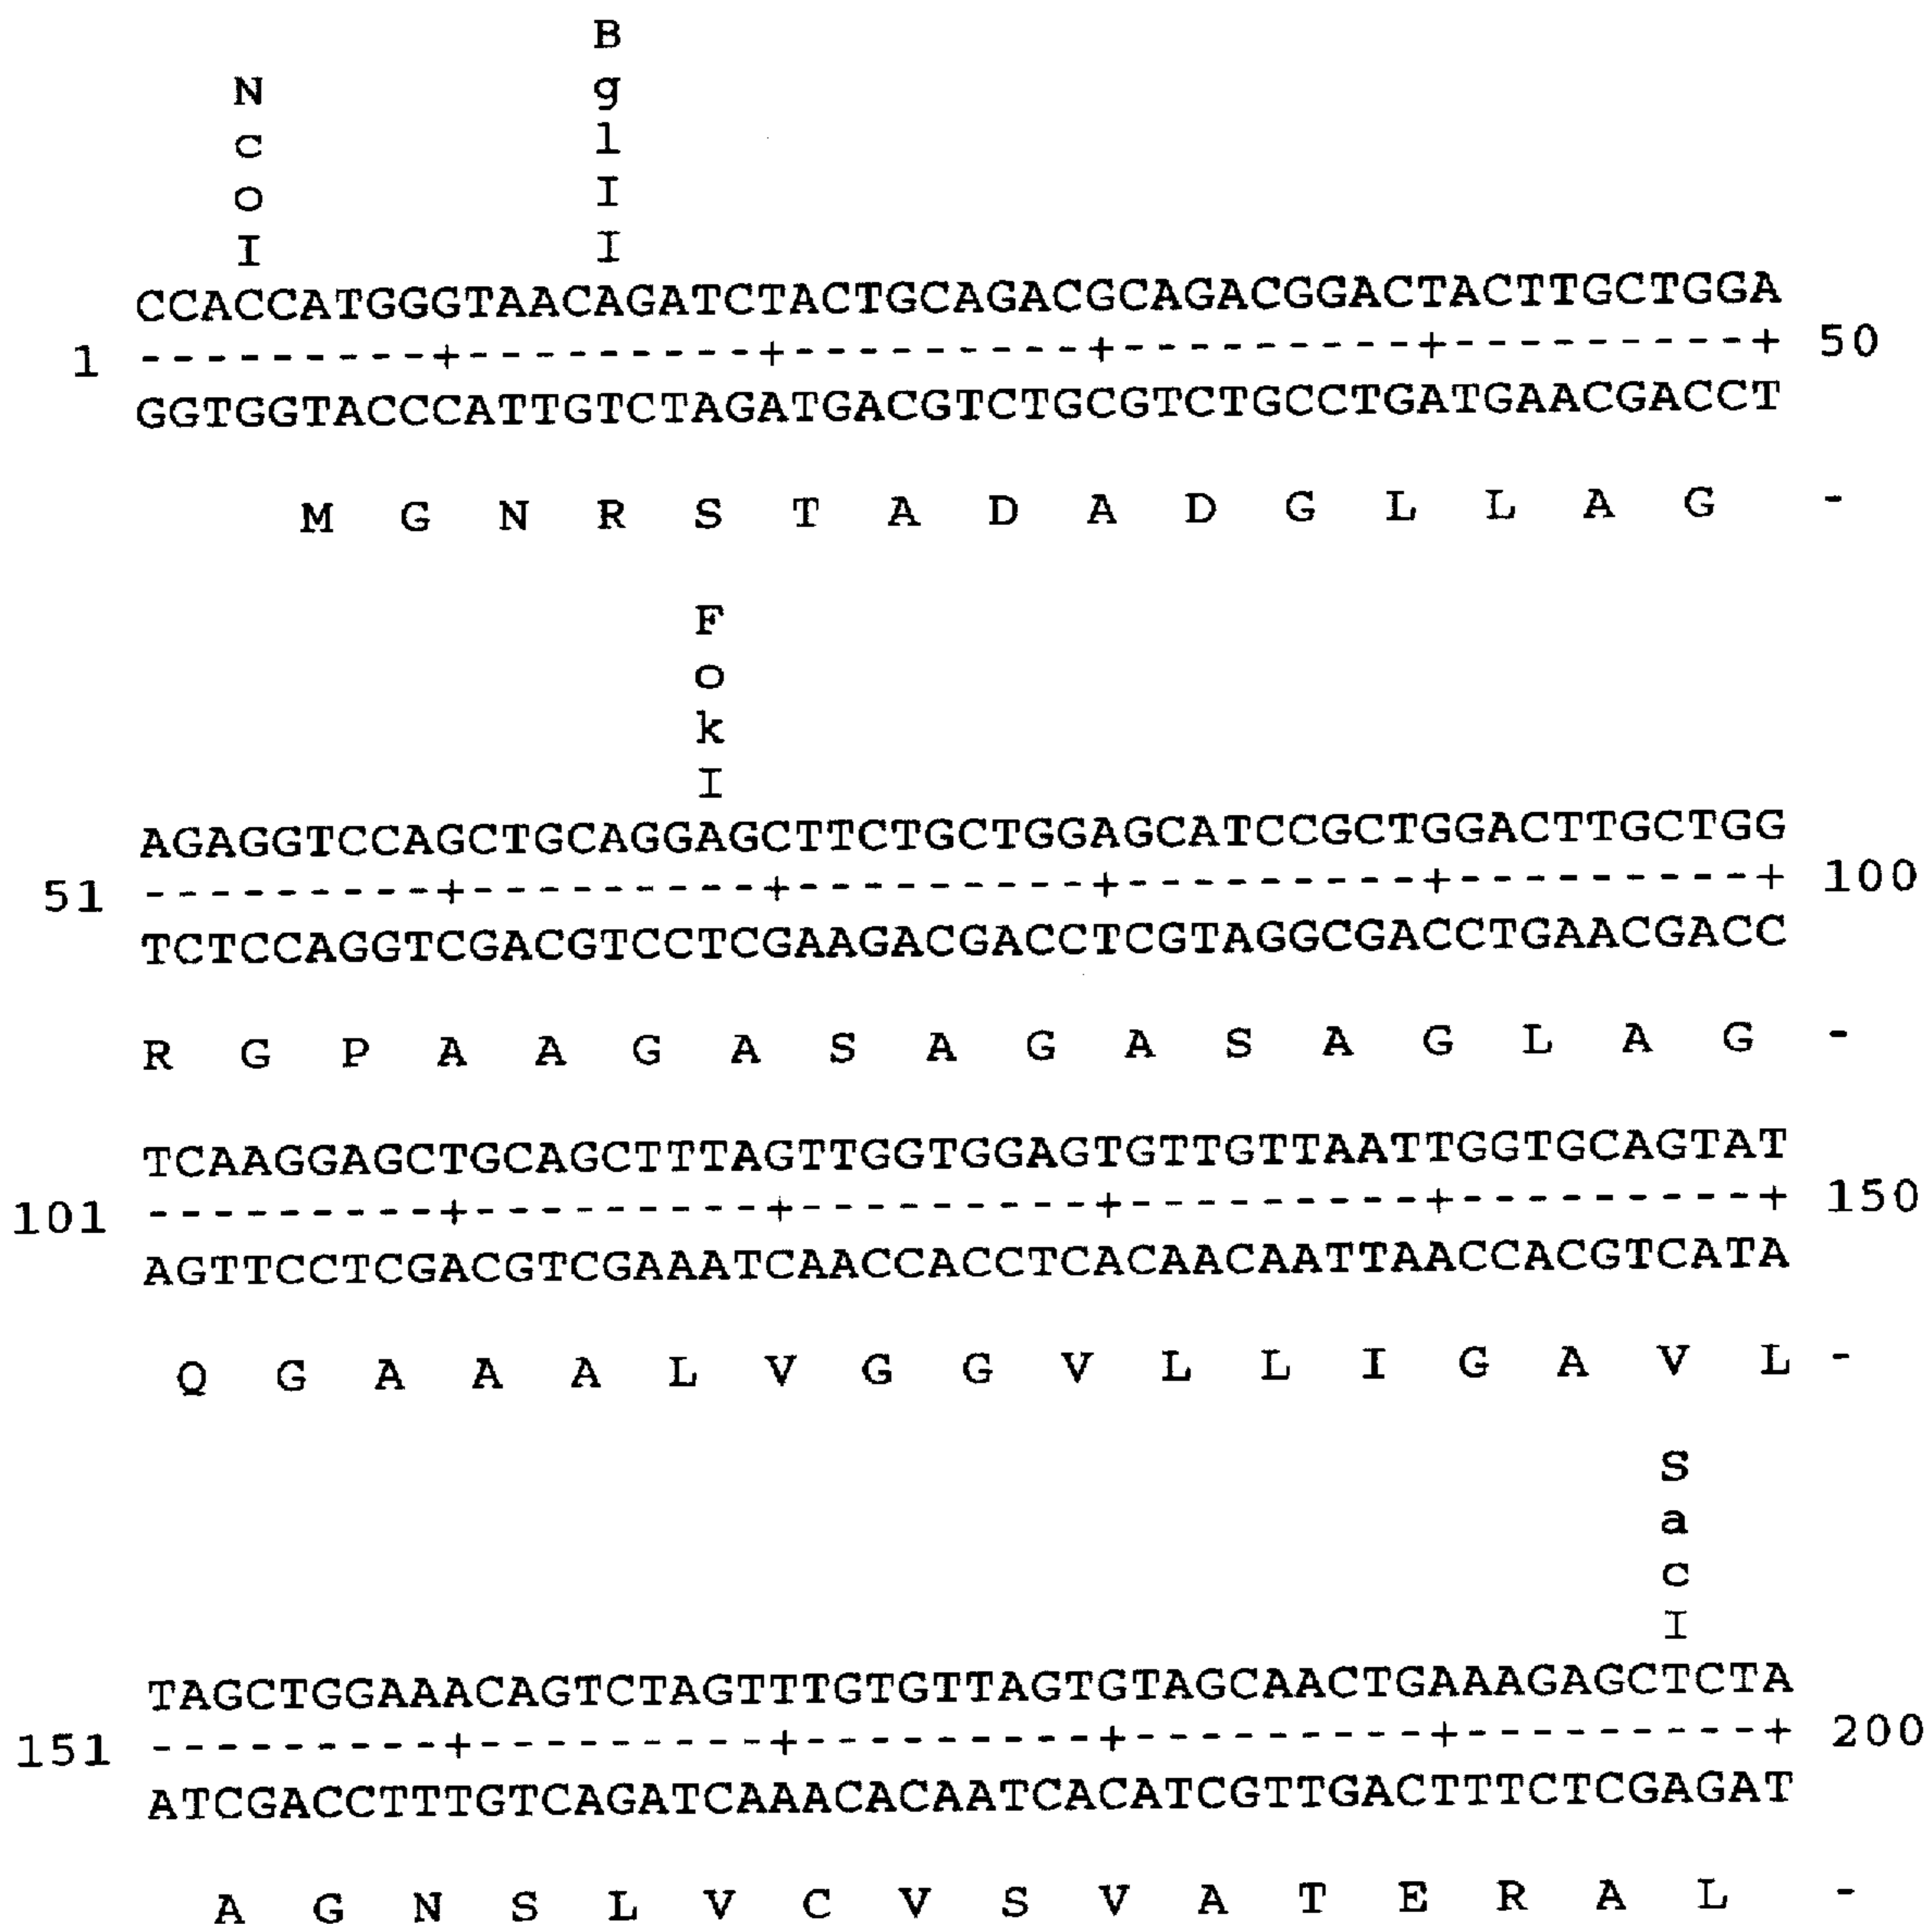 B
N g
c l
o I
I I
CCACCATGGGTAACAGATCTACTGCAGACGCAGACGGACTACTTGCTGGA
1 ---------+---------+---------+---------+---------+ 50
GGTGGTACCCATTGTCTAGATGACGTCTGCGTCTGCCTGATGAACGACCT
M G N R S T A D A D G L L A G -
F
o
k
I
AGAGGTCCAGCTGCAGGAGCTTCTGCTGGAGCATCCGCTGGACTTGCTGG
51 ---------+---------+---------+---------+---------+ 100
TCTCCAGGTCGACGTCCTCGAAGACGACCTCGTAGGCGACCTGAACGACC
R G P A A G A S A G A S A G L A G -
TCAAGGAGCTGCAGCTTTAGTTGGTGGAGTGTTGTTAATTGGTGCAGTAT
101 ---------+---------+---------+---------+---------+ 150
AGTTCCTCGACGTCGAAATCAACCACCTCACAACAATTAACCACGTCATA
Q G A A A L V G G V L L I G A V L -
S
a
c
I
TAGCTGGAAACAGTCTAGTTTGTGTTAGTGTAGCAACTGAAAGAGCTCTA
151 ---------+---------+---------+---------+---------+ 200
ATCGACCTTTGTCAGATCAAACACAATCACATCGTTGACTTTCTCGAGAT
A G N S L V C V S V A T E R A L -